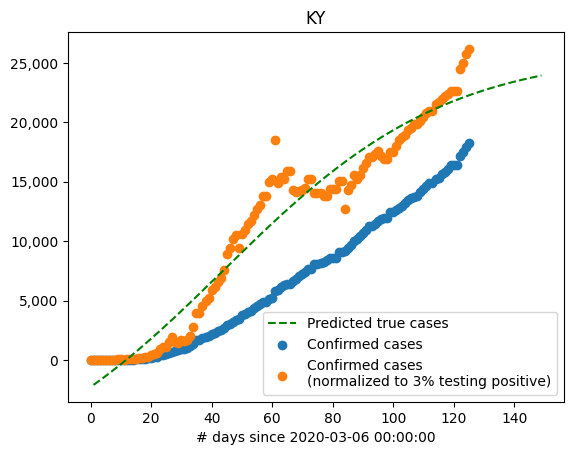 KY
25,000
20,000
15,000
10,000
5,000
0
Predicted true cases
Confirmed cases
Confirmed cases
(normalized to 3% testing positive)
0 20 40 60 80 100 120 140
# days since 2020-03-06 00:00:00